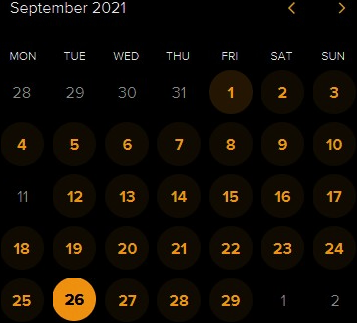 September 2021
MON TUE WED THU FRI SAT SUN
28 29 30 31 1 2 3
4 5 6 7 8 9 10
11 12 13 14 15 16 17
18 19 20 21 22 23 24
25 26 27 28 29 1 2